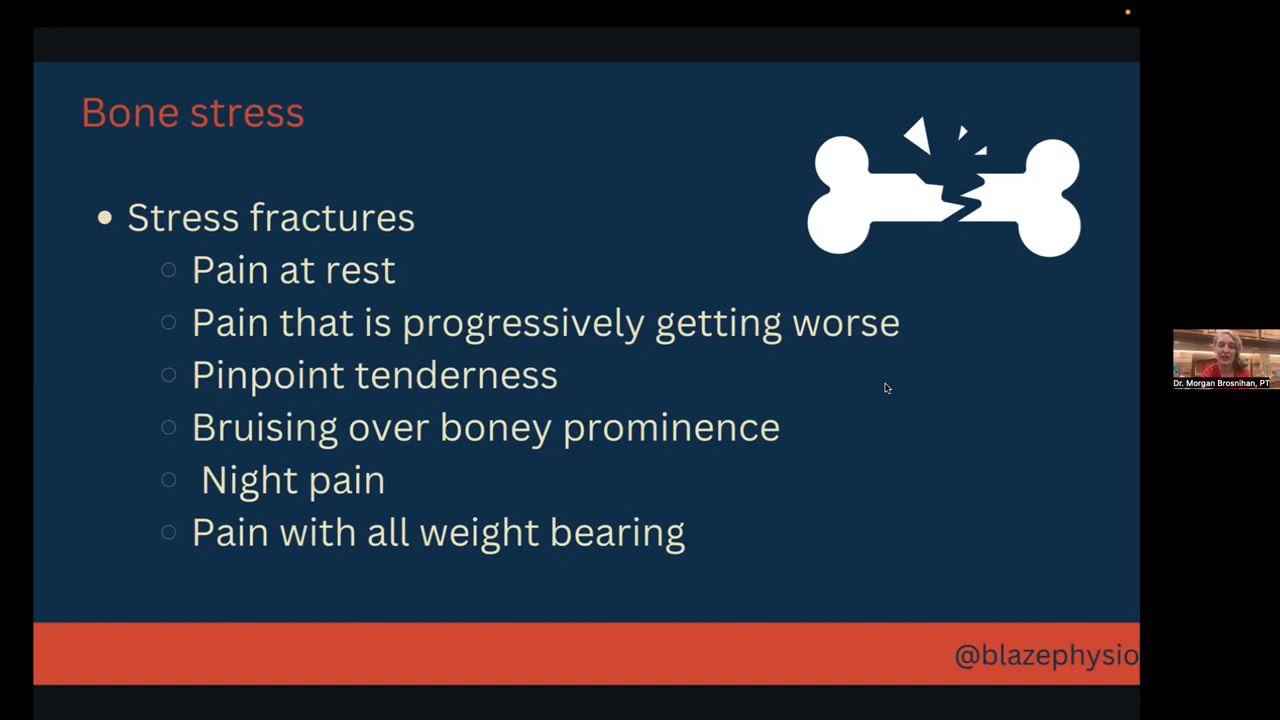 Bone stress
Stress fractures
Pain at rest
Pain that is progressively getting worse
Pinpoint tenderness
Bruising over boney prominence
Night pain
Pain with all weight bearing
@blazephysio
Dr. Morgan Brosnihan, PT